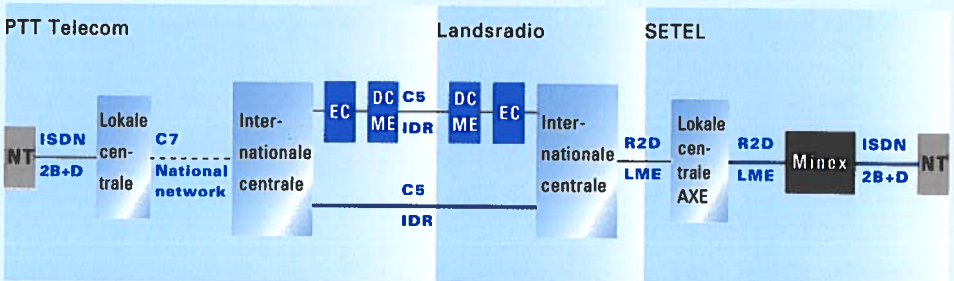 PTT Telecom
Landsradio
SETEL
NT
ISDN
2B+D
Lokale
cen-
trale
C7
National
network
Inter-
nationale
centrale
EC
DC
ME
C5
IDR
DC
ME
EC
C5
IDR
Inter-
nationale
centrale
R2D
LME
Lokale
cen-
trale
AXE
R2D
LME
Minex
ISDN
2B+D
NT